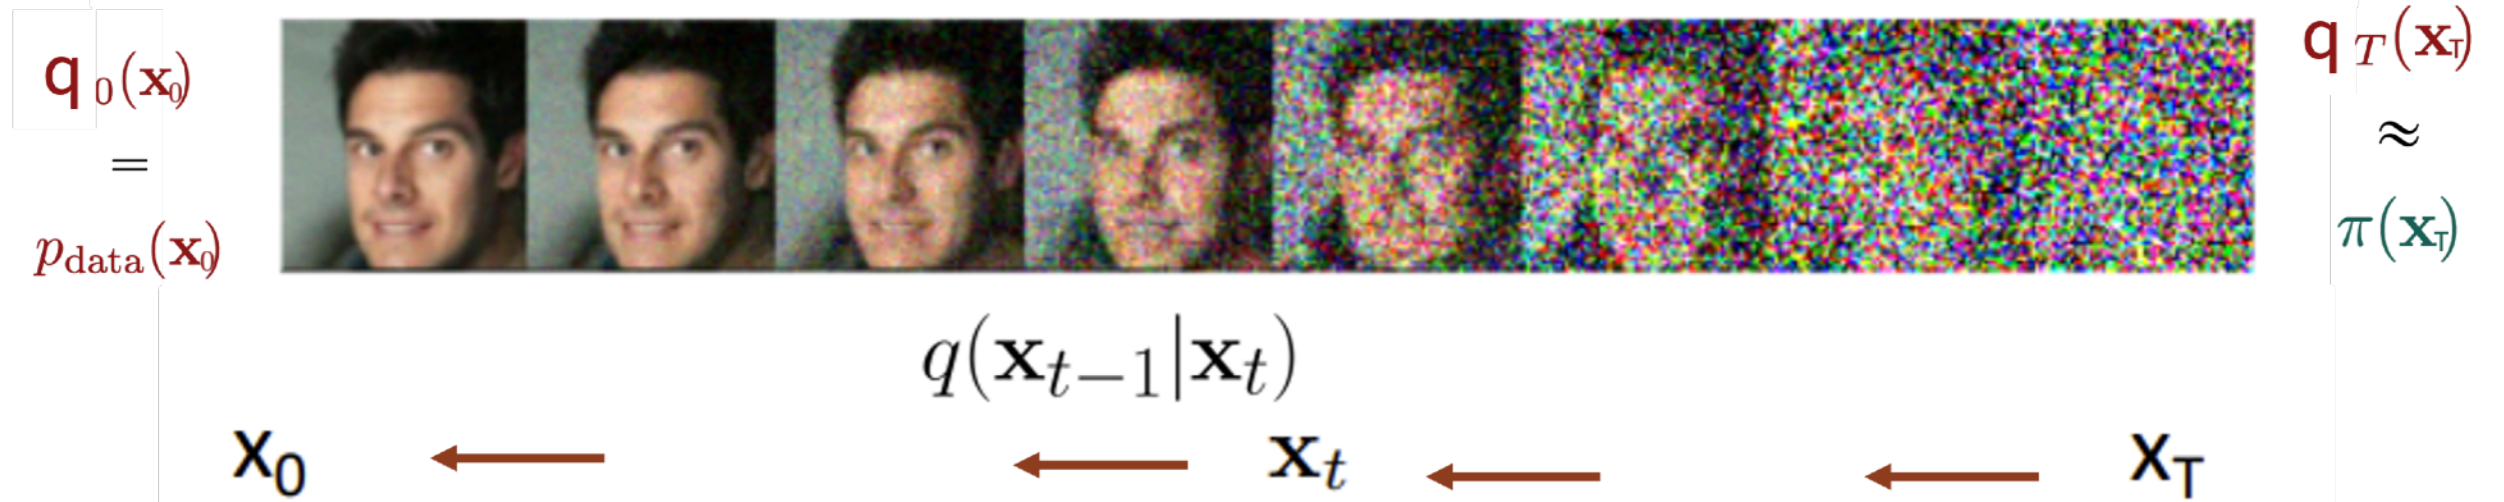 q₀(x₀)
=
p_data(x₀)
q_T(x_T)
≈
π(x_T)
q(x_{t−1}|x_t)
x₀ ← ← x_t ← ← x_T